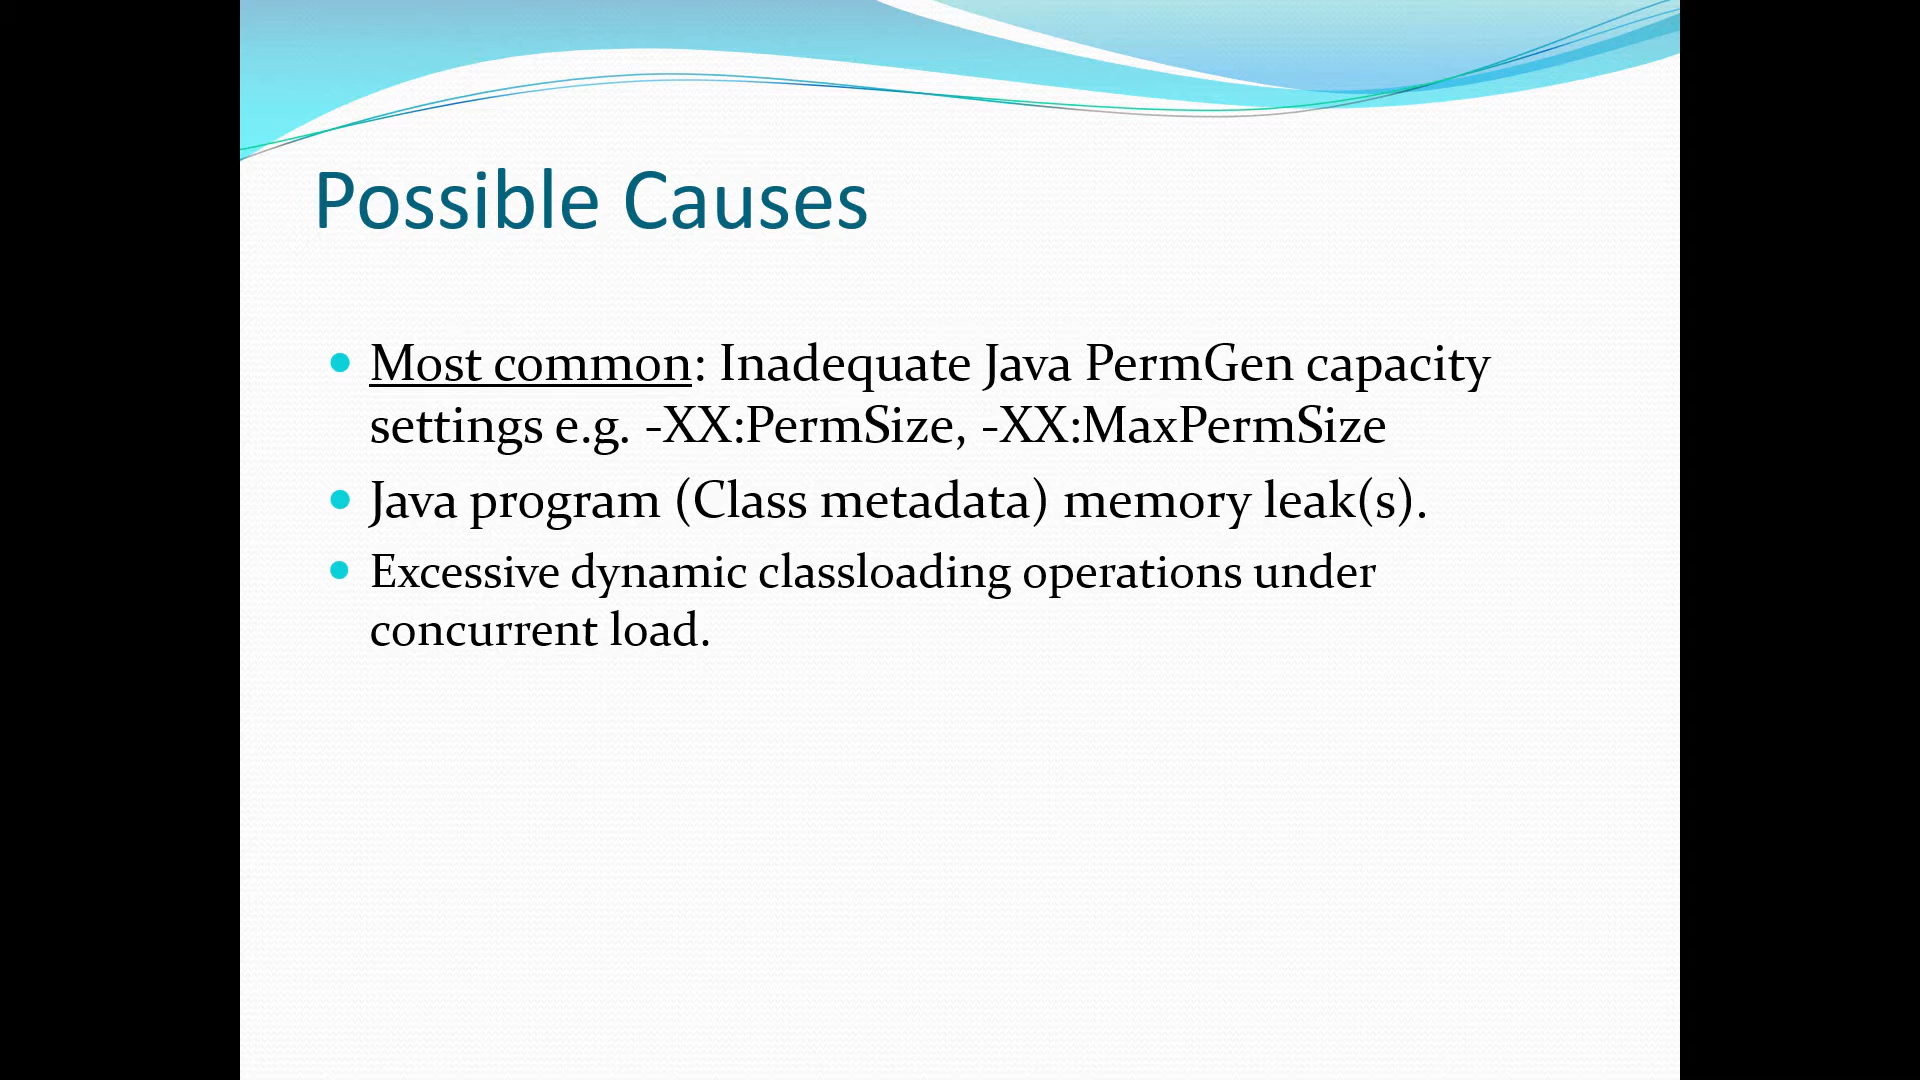 Possible Causes
Most common: Inadequate Java PermGen capacity
settings e.g. -XX:PermSize, -XX:MaxPermSize
Java program (Class metadata) memory leak(s).
Excessive dynamic classloading operations under
concurrent load.